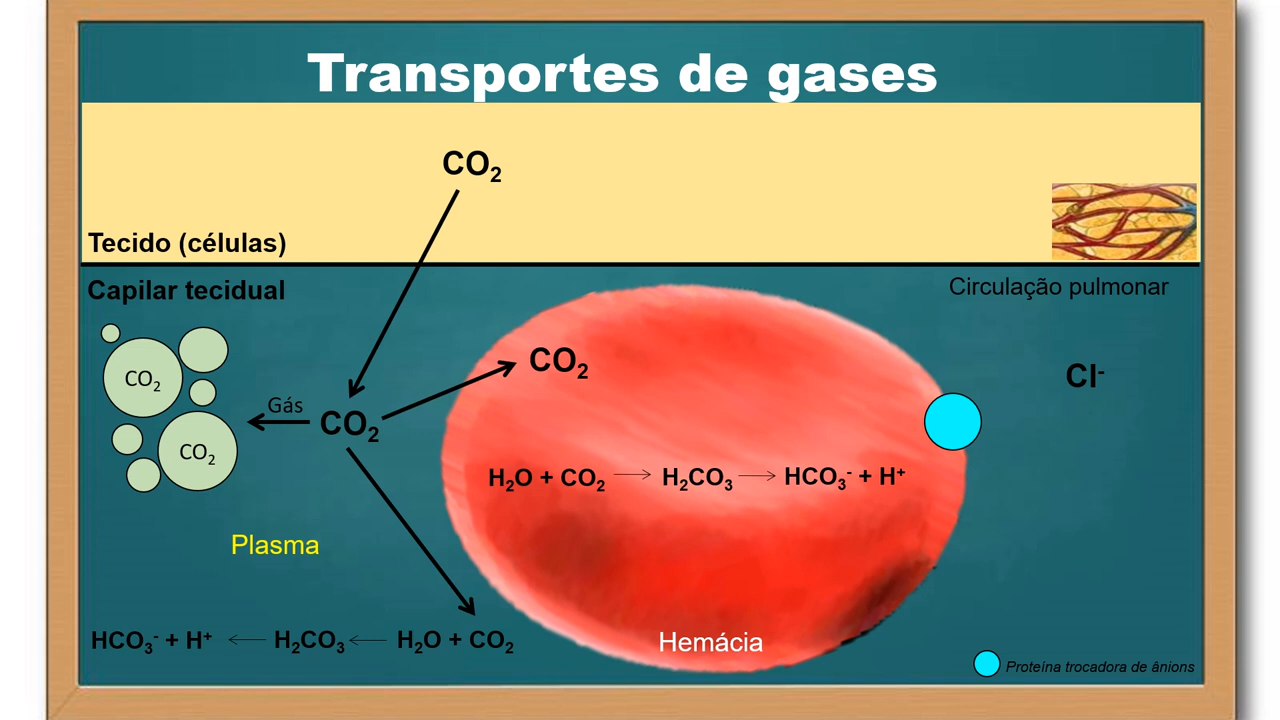 Transportes de gases
CO₂
Tecido (células)
Capilar tecidual
Circulação pulmonar
CO₂
CO₂
Cl⁻
Gás
CO₂
CO₂
H₂O + CO₂ → H₂CO₃ → HCO₃⁻ + H⁺
Plasma
HCO₃⁻ + H⁺ ← H₂CO₃ ← H₂O + CO₂
Hemácia
Proteína trocadora de ânions